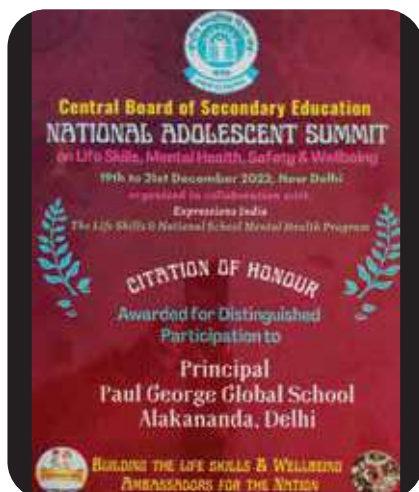 Central Board of Secondary Education
NATIONAL ADOLESCENT SUMMIT
on Life Skills, Mental Health, Safety & Wellbeing
19th to 21st December 2022, New Delhi
organised in collaboration with
Expressions India
The Life Skills & National School Mental Health Program
CITATION OF HONOUR
Awarded for Distinguished
Participation to
Principal
Paul George Global School
Alakananda, Delhi
BUILDING THE LIFE SKILLS & WELLBEING
AMBASSADORS FOR THE NATION